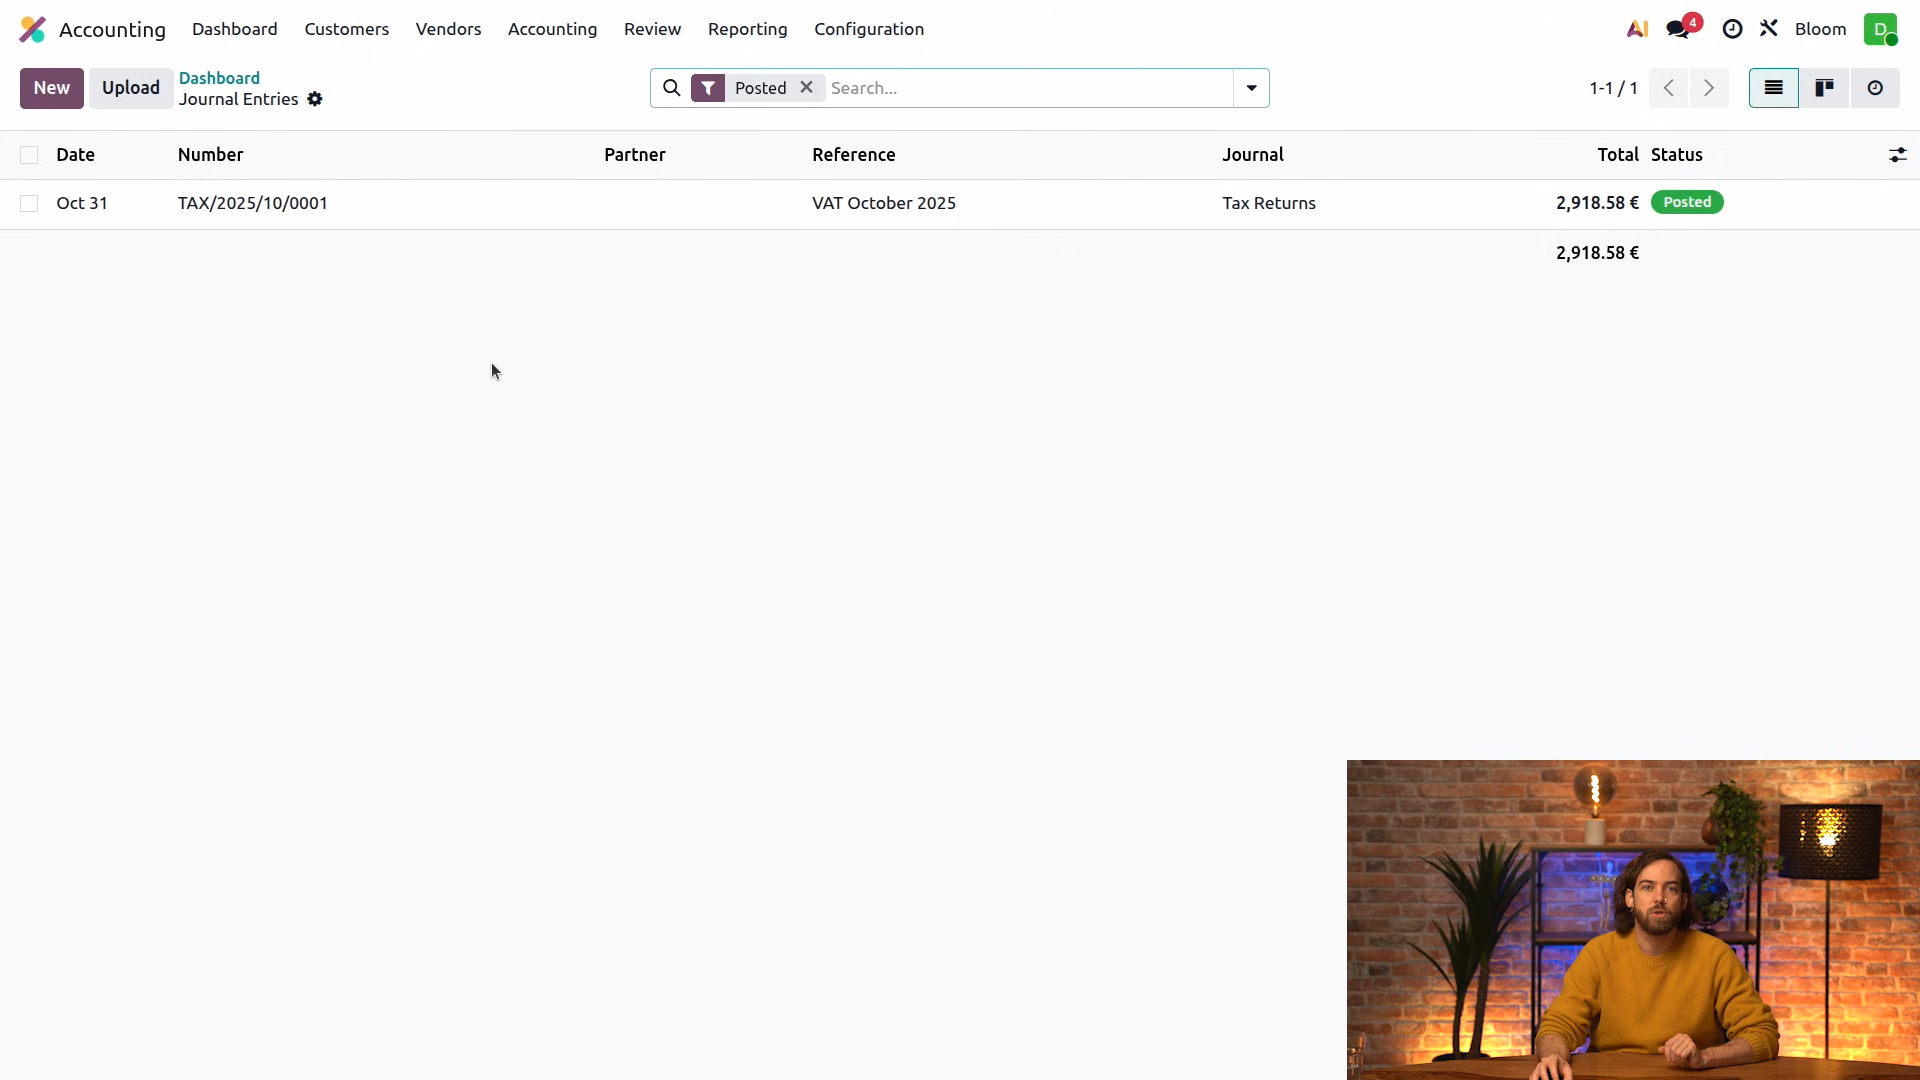 Accounting Dashboard Customers Vendors Accounting Review Reporting Configuration AI 4 Bloom D
New Upload Dashboard
Journal Entries
Posted Search... 1-1 / 1
Date Number Partner Reference Journal Total Status
Oct 31 TAX/2025/10/0001 VAT October 2025 Tax Returns 2,918.58 € Posted
2,918.58 €